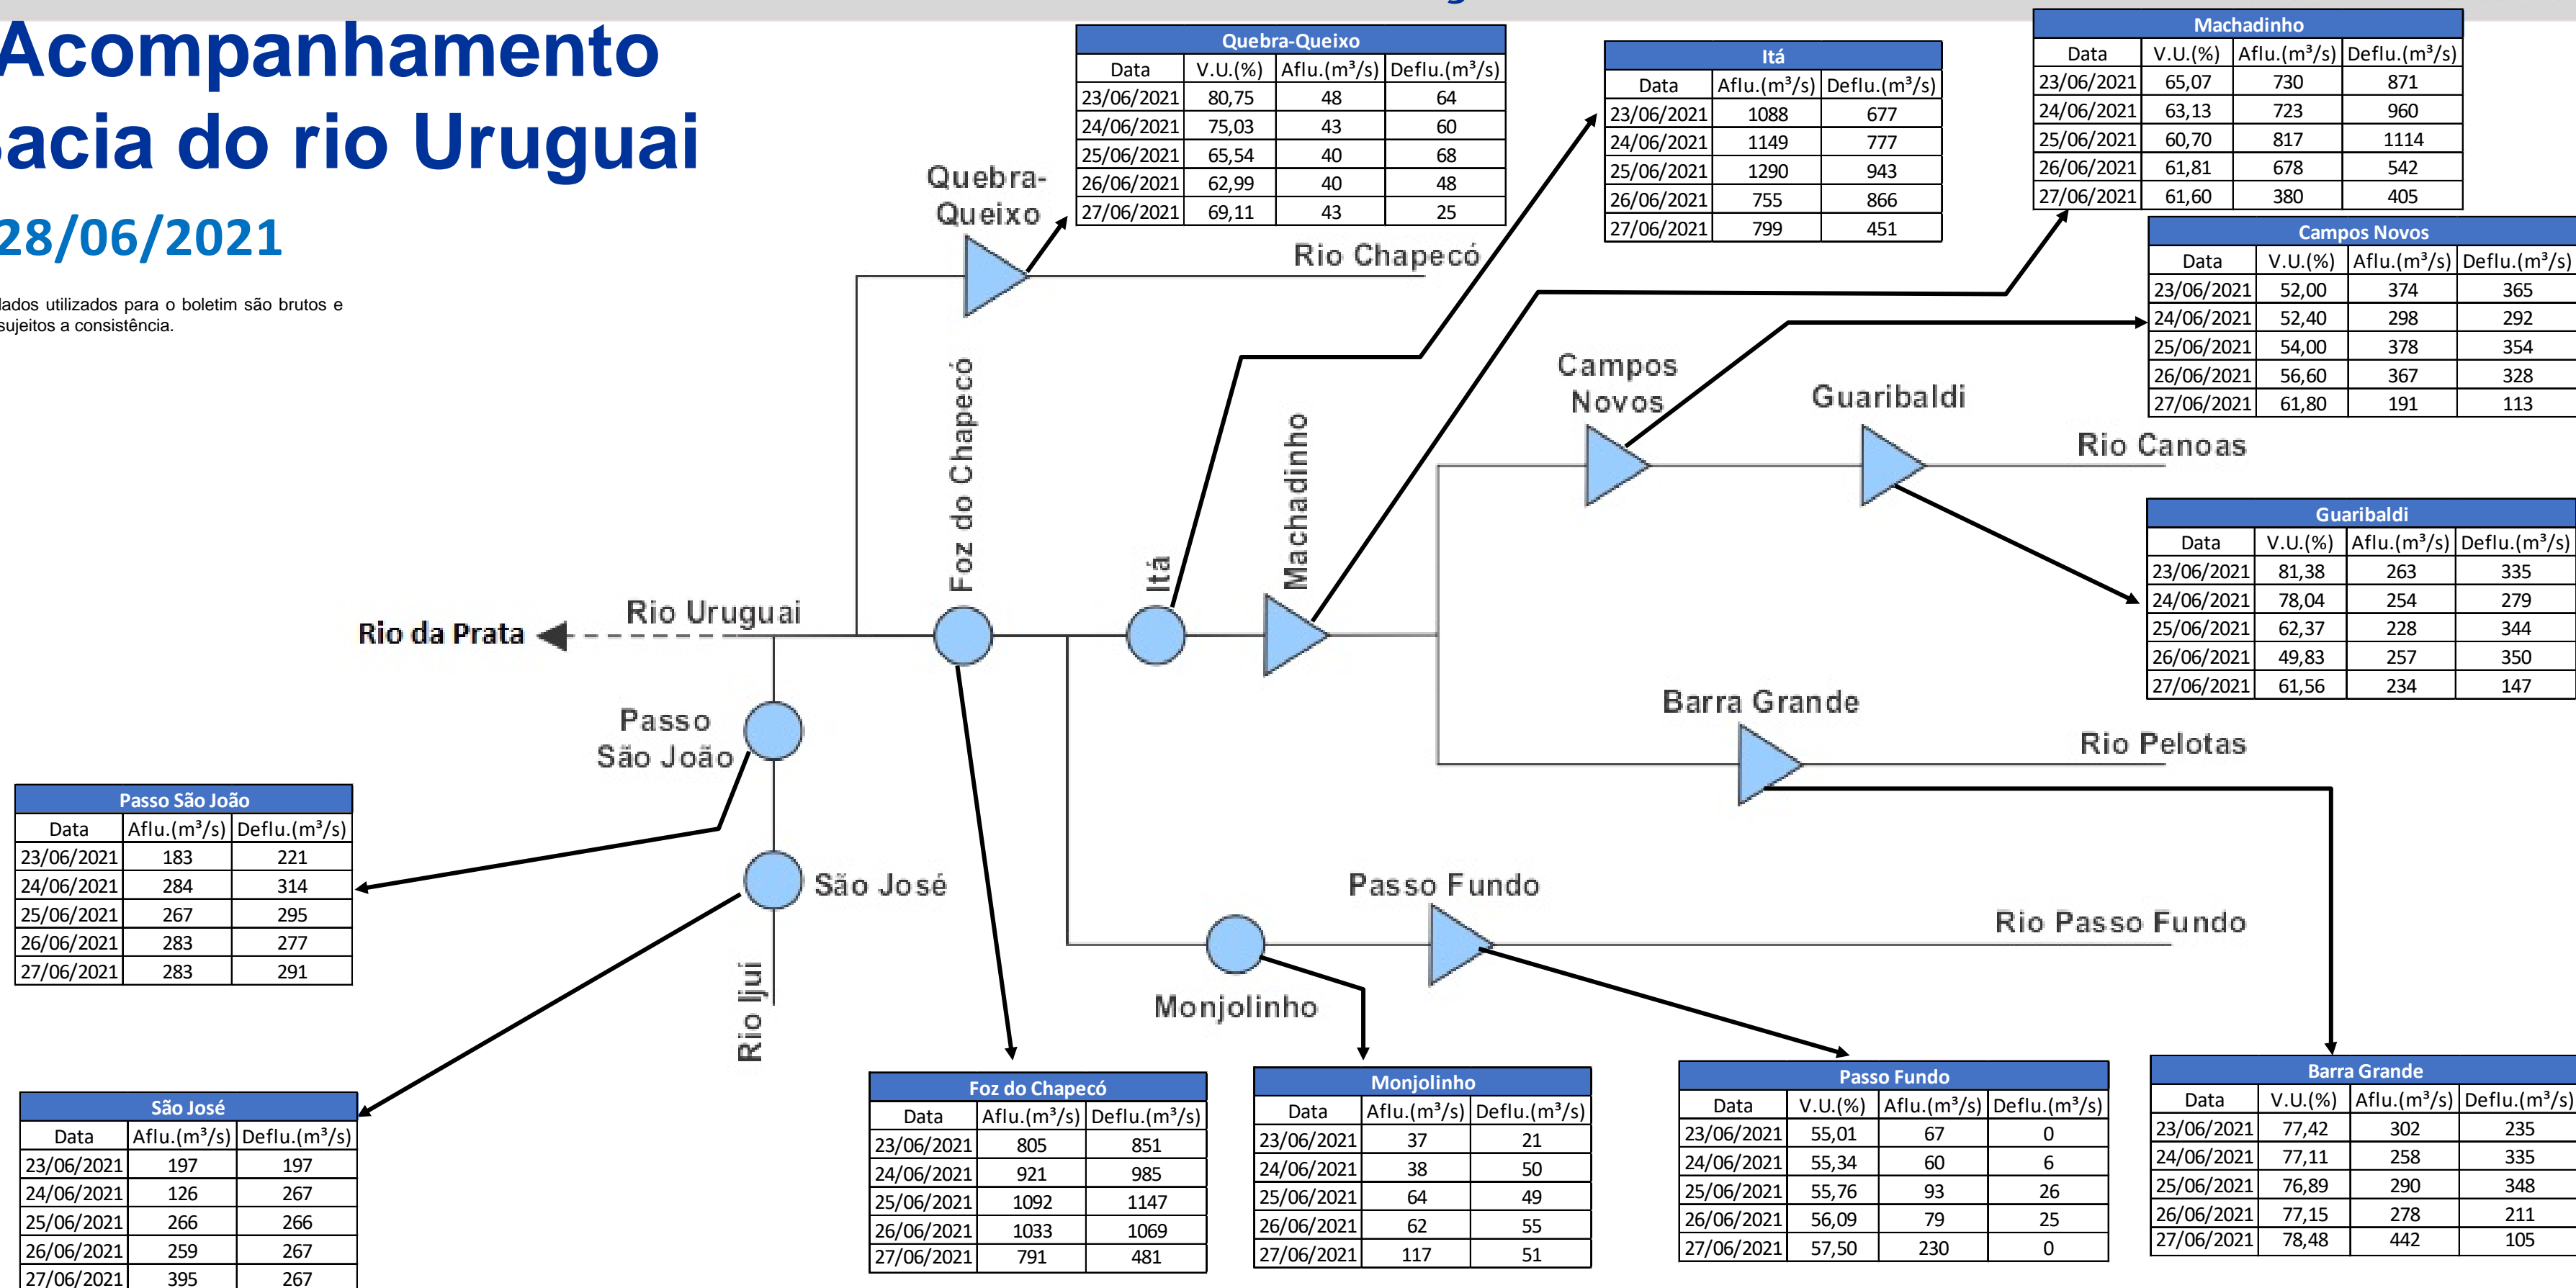 Acompanhamento
acia do rio Uruguai
28/06/2021
dados utilizados para o boletim são brutos e
sujeitos a consistência.
Quebra-Queixo
Data V.U.(%) Aflu.(m³/s) Deflu.(m³/s)
23/06/2021 80,75 48 64
24/06/2021 75,03 43 60
25/06/2021 65,54 40 68
26/06/2021 62,99 40 48
27/06/2021 69,11 43 25
Itá
Data Aflu.(m³/s) Deflu.(m³/s)
23/06/2021 1088 677
24/06/2021 1149 777
25/06/2021 1290 943
26/06/2021 755 866
27/06/2021 799 451
Machadinho
Data V.U.(%) Aflu.(m³/s) Deflu.(m³/s)
23/06/2021 65,07 730 871
24/06/2021 63,13 723 960
25/06/2021 60,70 817 1114
26/06/2021 61,81 678 542
27/06/2021 61,60 380 405
Campos Novos
Data V.U.(%) Aflu.(m³/s) Deflu.(m³/s)
23/06/2021 52,00 374 365
24/06/2021 52,40 298 292
25/06/2021 54,00 378 354
26/06/2021 56,60 367 328
27/06/2021 61,80 191 113
Guaribaldi
Data V.U.(%) Aflu.(m³/s) Deflu.(m³/s)
23/06/2021 81,38 263 335
24/06/2021 78,04 254 279
25/06/2021 62,37 228 344
26/06/2021 49,83 257 350
27/06/2021 61,56 234 147
Quebra-
Queixo
Rio Chapecó
Foz do Chapecó
Itá
Machadinho
Campos
Novos
Guaribaldi
Rio Canoas
Rio da Prata
Rio Uruguai
Barra Grande
Rio Pelotas
Passo
São João
São José
Rio Ijuí
Passo Fundo
Rio Passo Fundo
Monjolinho
Passo São João
Data Aflu.(m³/s) Deflu.(m³/s)
23/06/2021 183 221
24/06/2021 284 314
25/06/2021 267 295
26/06/2021 283 277
27/06/2021 283 291
São José
Data Aflu.(m³/s) Deflu.(m³/s)
23/06/2021 197 197
24/06/2021 126 267
25/06/2021 266 266
26/06/2021 259 267
27/06/2021 395 267
Foz do Chapecó
Data Aflu.(m³/s) Deflu.(m³/s)
23/06/2021 805 851
24/06/2021 921 985
25/06/2021 1092 1147
26/06/2021 1033 1069
27/06/2021 791 481
Monjolinho
Data Aflu.(m³/s) Deflu.(m³/s)
23/06/2021 37 21
24/06/2021 38 50
25/06/2021 64 49
26/06/2021 62 55
27/06/2021 117 51
Passo Fundo
Data V.U.(%) Aflu.(m³/s) Deflu.(m³/s)
23/06/2021 55,01 67 0
24/06/2021 55,34 60 6
25/06/2021 55,76 93 26
26/06/2021 56,09 79 25
27/06/2021 57,50 230 0
Barra Grande
Data V.U.(%) Aflu.(m³/s) Deflu.(m³/s)
23/06/2021 77,42 302 235
24/06/2021 77,11 258 335
25/06/2021 76,89 290 348
26/06/2021 77,15 278 211
27/06/2021 78,48 442 105